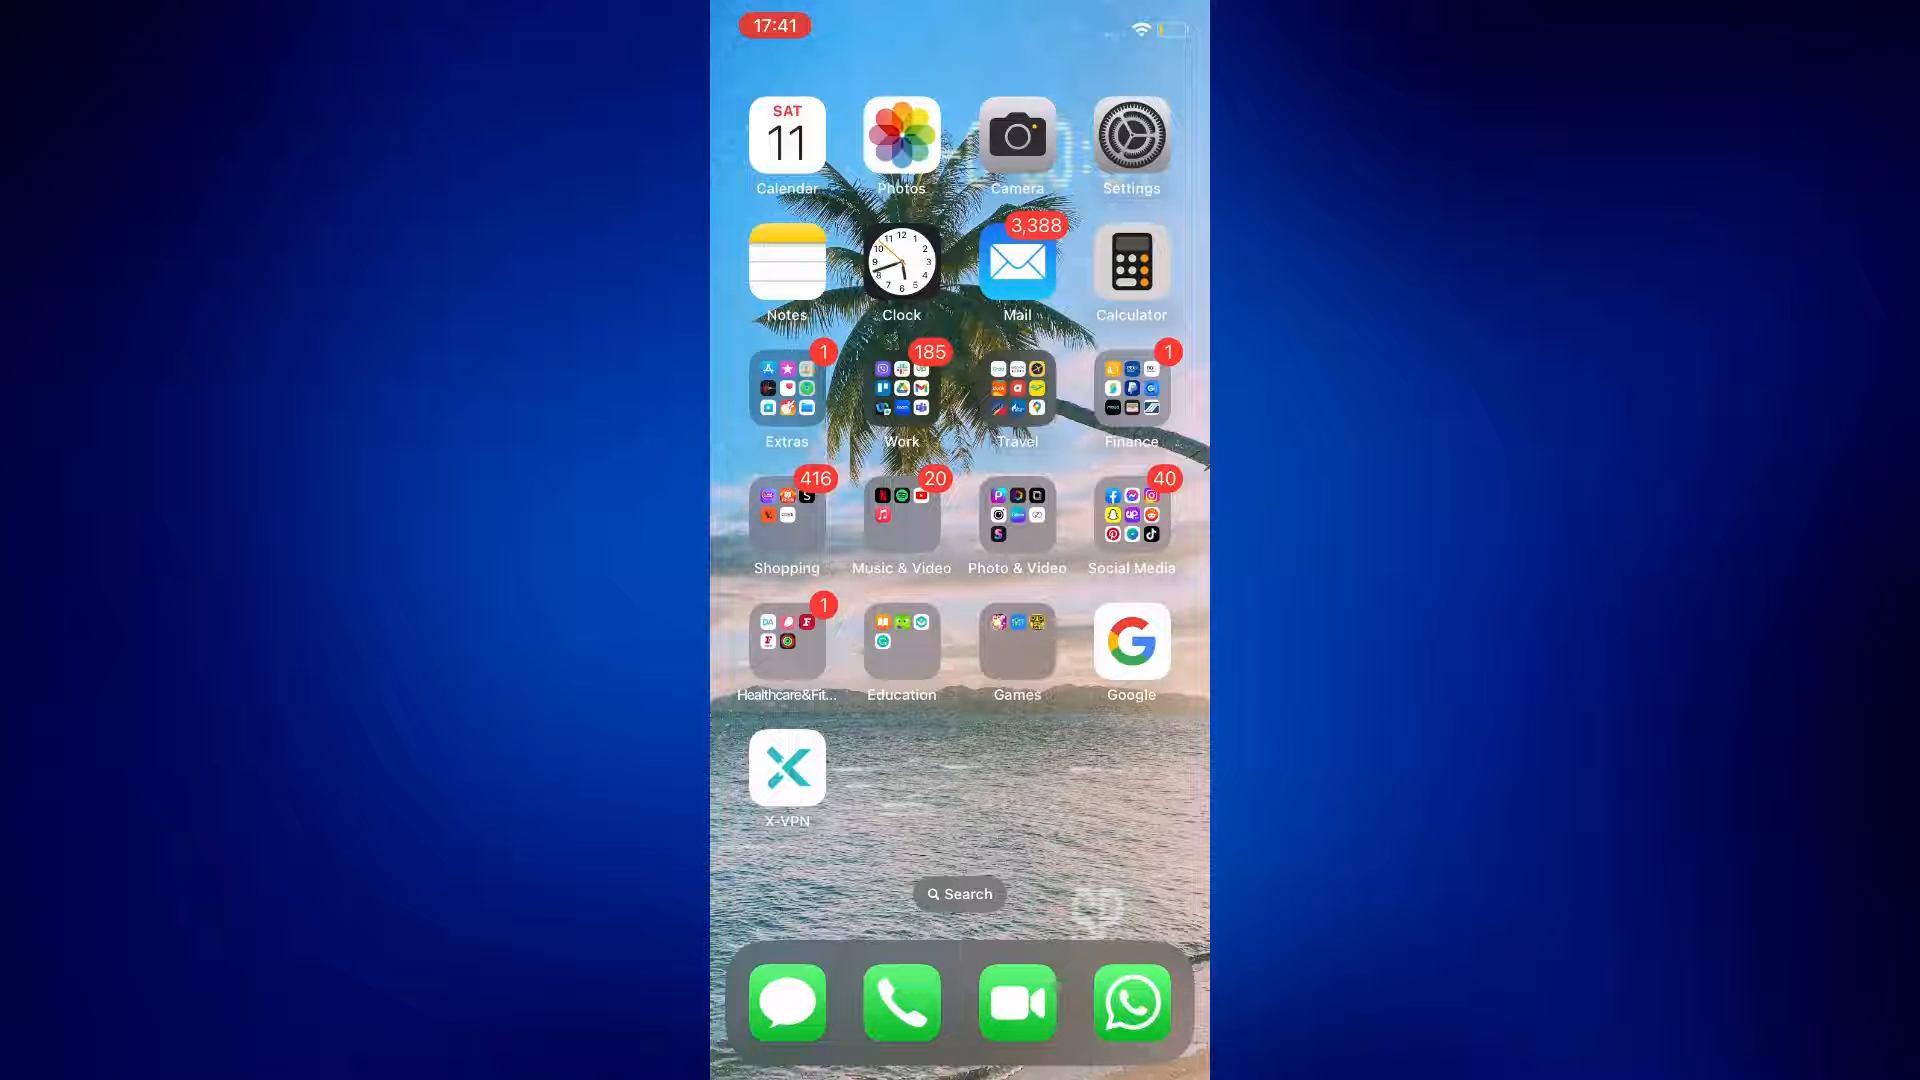 17:41
SAT
11
Calendar Photos Camera Settings
3,388
Notes Clock Mail Calculator
1 185 1
Extras Work Travel Finance
416 20 40
Shopping Music & Video Photo & Video Social Media
1
Healthcare&Fit... Education Games Google
X-VPN
Search